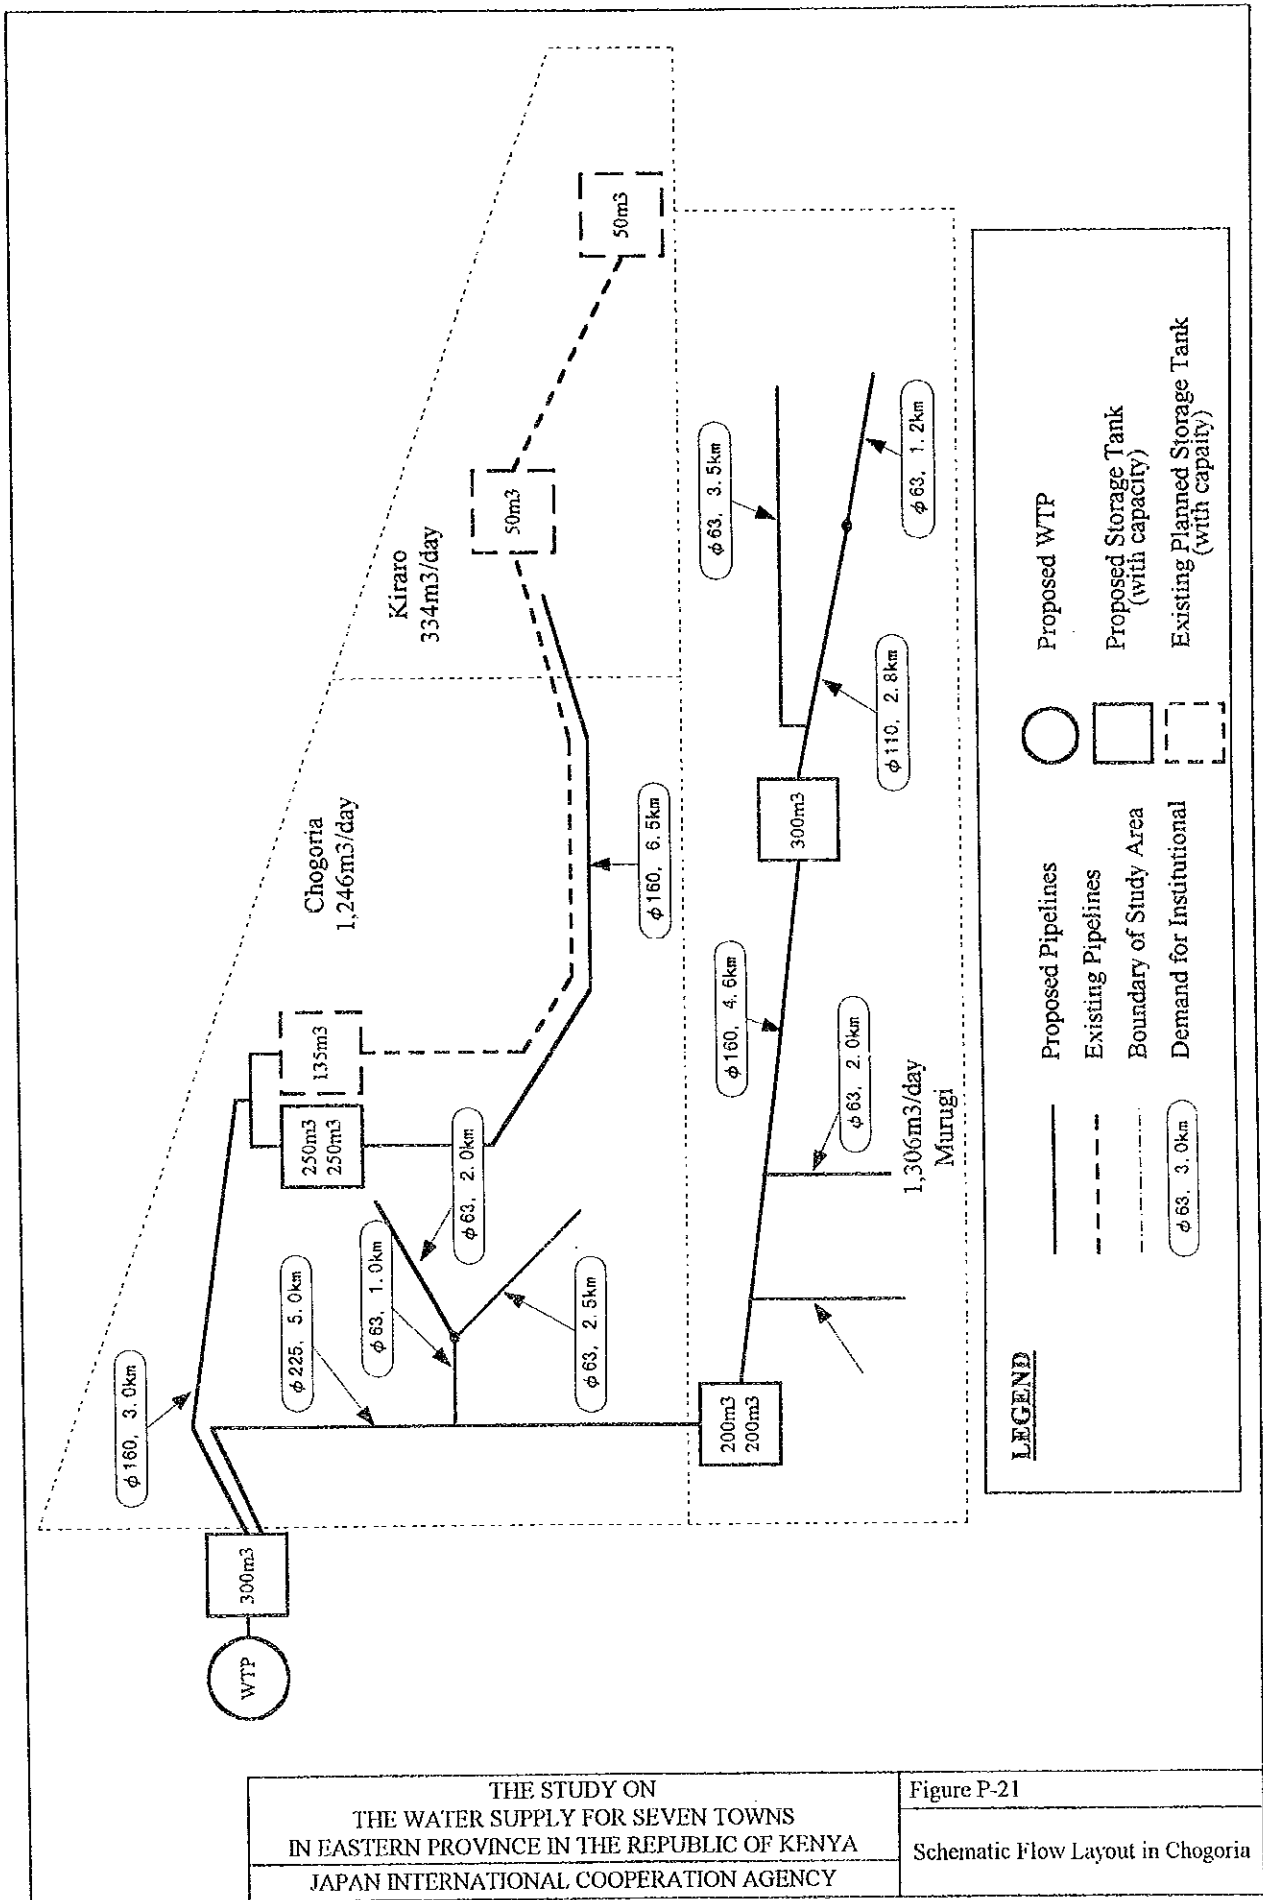 WTP
300m3
φ160, 3.0km
φ225, 5.0km
φ63, 1.0km
φ63, 2.0km
φ63, 2.5km
250m3
250m3
135m3
Chogoria
1,246m3/day
φ160, 6.5km
Kiraro
334m3/day
50m3
50m3
200m3
200m3
φ160, 4.6km
φ63, 2.0km
1,306m3/day
Murugi
300m3
φ63, 3.5km
φ110, 2.8km
φ63, 1.2km
LEGEND
Proposed Pipelines
Existing Pipelines
Boundary of Study Area
φ63, 3.0km
Demand for Institutional
Proposed WTP
Proposed Storage Tank
(with capacity)
Existing Planned Storage Tank
(with capaity)
THE STUDY ON
THE WATER SUPPLY FOR SEVEN TOWNS
IN EASTERN PROVINCE IN THE REPUBLIC OF KENYA
JAPAN INTERNATIONAL COOPERATION AGENCY
Figure P-21
Schematic Flow Layout in Chogoria